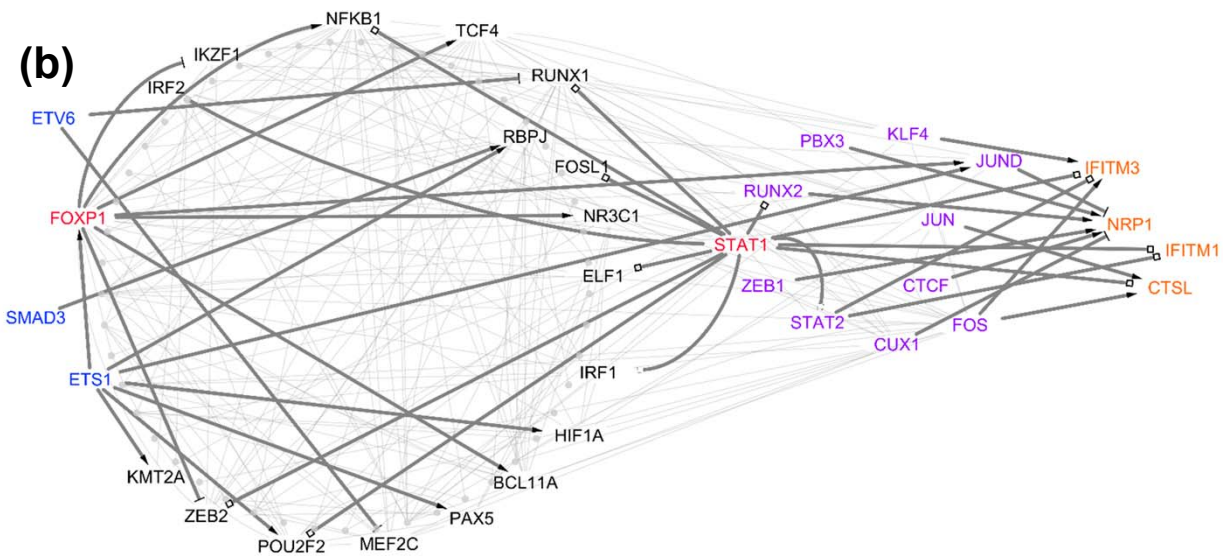 (b)
NFKB1
TCF4
IKZF1
RUNX1
IRF2
ETV6
RBPJ
KLF4
PBX3
JUND
IFITM3
FOSL1
RUNX2
FOXP1
NR3C1
JUN
NRP1
STAT1
IFITM1
ELF1
ZEB1
CTCF
CTSL
SMAD3
STAT2
FOS
CUX1
ETS1
IRF1
HIF1A
KMT2A
BCL11A
ZEB2
PAX5
POU2F2
MEF2C